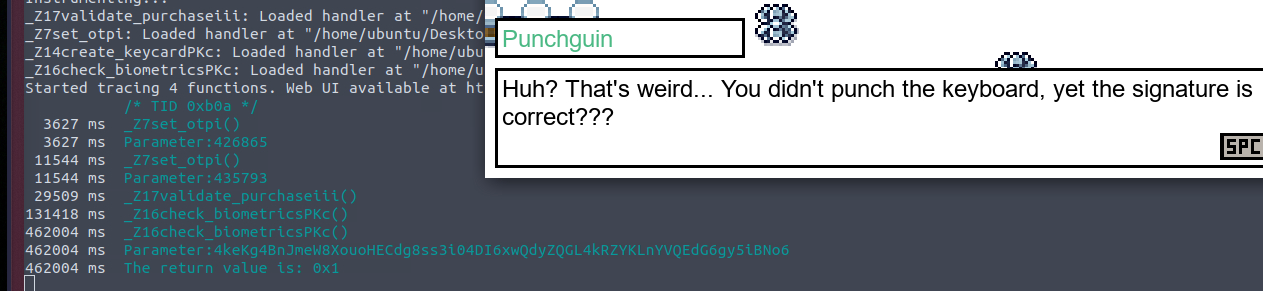 Instrumenting...
_Z17validate_purchaseiii: Loaded handler at "/home/
_Z7set_otpi: Loaded handler at "/home/ubuntu/Deskto
_Z14create_keycardPKc: Loaded handler at "/home/ubu
_Z16check_biometricsPKc: Loaded handler at "/home/u
Started tracing 4 functions. Web UI available at ht
/* TID 0xb0a */
3627 ms _Z7set_otpi()
3627 ms Parameter:426865
11544 ms _Z7set_otpi()
11544 ms Parameter:435793
29509 ms _Z17validate_purchaseiii()
131418 ms _Z16check_biometricsPKc()
462004 ms _Z16check_biometricsPKc()
462004 ms Parameter:4keKg4BnJmeW8XouoHECdg8ss3i04DI6xwQdyZQGL4kRZYKLnYVQEdG6gy5iBNo6
462004 ms The return value is: 0x1
Punchguin
Huh? That's weird... You didn't punch the keyboard, yet the signature is
correct???
SPC